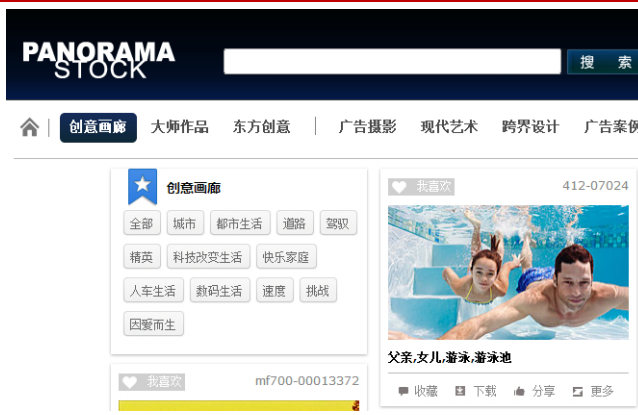 PANORAMA
STOCK
搜 索
创意画廊 大师作品 东方创意 广告摄影 现代艺术 跨界设计 广告案例
创意画廊
全部 城市 都市生活 道路 驾驭
精英 科技改变生活 快乐家庭
人车生活 数码生活 速度 挑战
因爱而生
我喜欢 412-07024
父亲,女儿,游泳,游泳池
收藏 下载 分享 更多
我喜欢 mf700-00013372